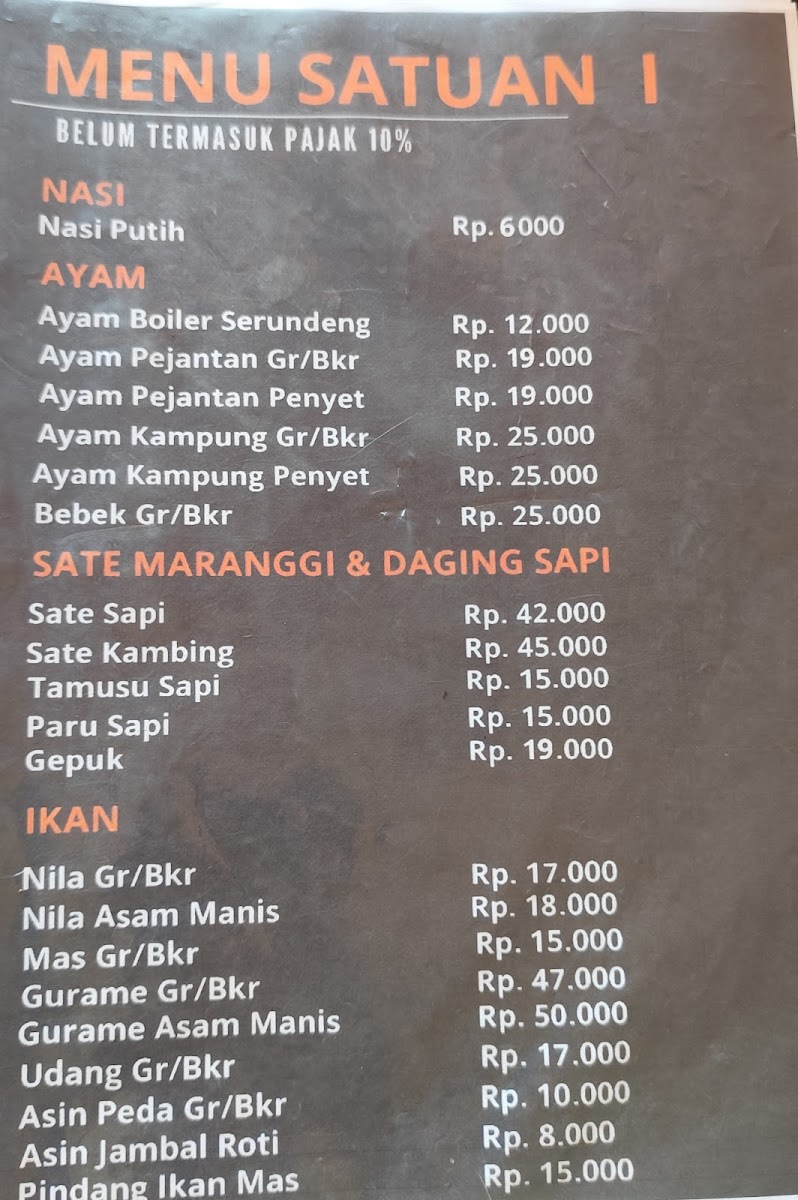 MENU SATUAN I
BELUM TERMASUK PAJAK 10%
NASI
Nasi Putih Rp. 6000
AYAM
Ayam Boiler Serundeng Rp. 12.000
Ayam Pejantan Gr/Bkr Rp. 19.000
Ayam Pejantan Penyet Rp. 19.000
Ayam Kampung Gr/Bkr Rp. 25.000
Ayam Kampung Penyet Rp. 25.000
Bebek Gr/Bkr Rp. 25.000
SATE MARANGGI & DAGING SAPI
Sate Sapi Rp. 42.000
Sate Kambing Rp. 45.000
Tamusu Sapi Rp. 15.000
Paru Sapi Rp. 15.000
Gepuk Rp. 19.000
IKAN
Nila Gr/Bkr Rp. 17.000
Nila Asam Manis Rp. 18.000
Mas Gr/Bkr Rp. 15.000
Gurame Gr/Bkr Rp. 47.000
Gurame Asam Manis Rp. 50.000
Udang Gr/Bkr Rp. 17.000
Asin Peda Gr/Bkr Rp. 10.000
Asin Jambal Roti Rp. 8.000
Pindang Ikan Mas Rp. 15.000